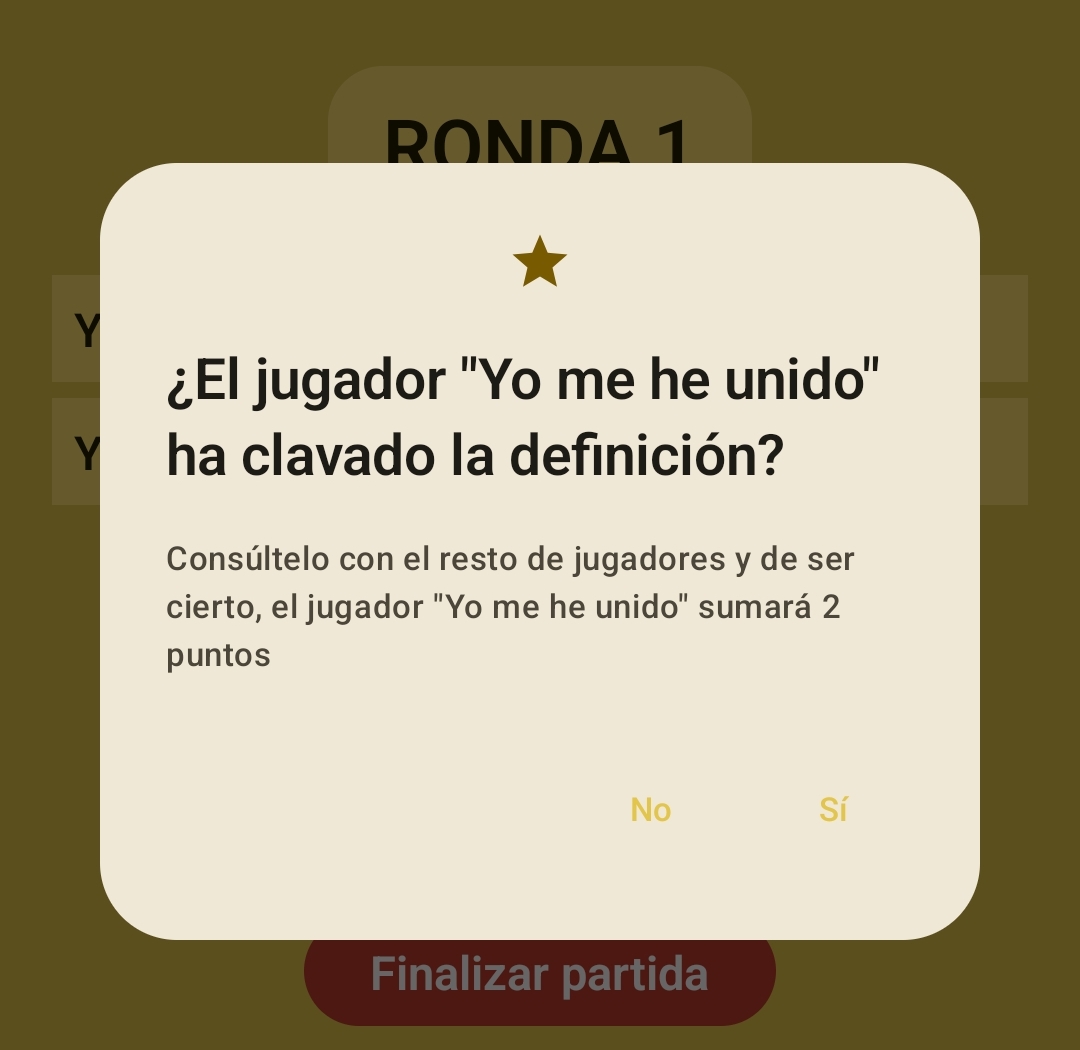 RONDA 1
Y
Y
¿El jugador "Yo me he unido"
ha clavado la definición?
Consúltelo con el resto de jugadores y de ser
cierto, el jugador "Yo me he unido" sumará 2
puntos
No
Sí
Finalizar partida